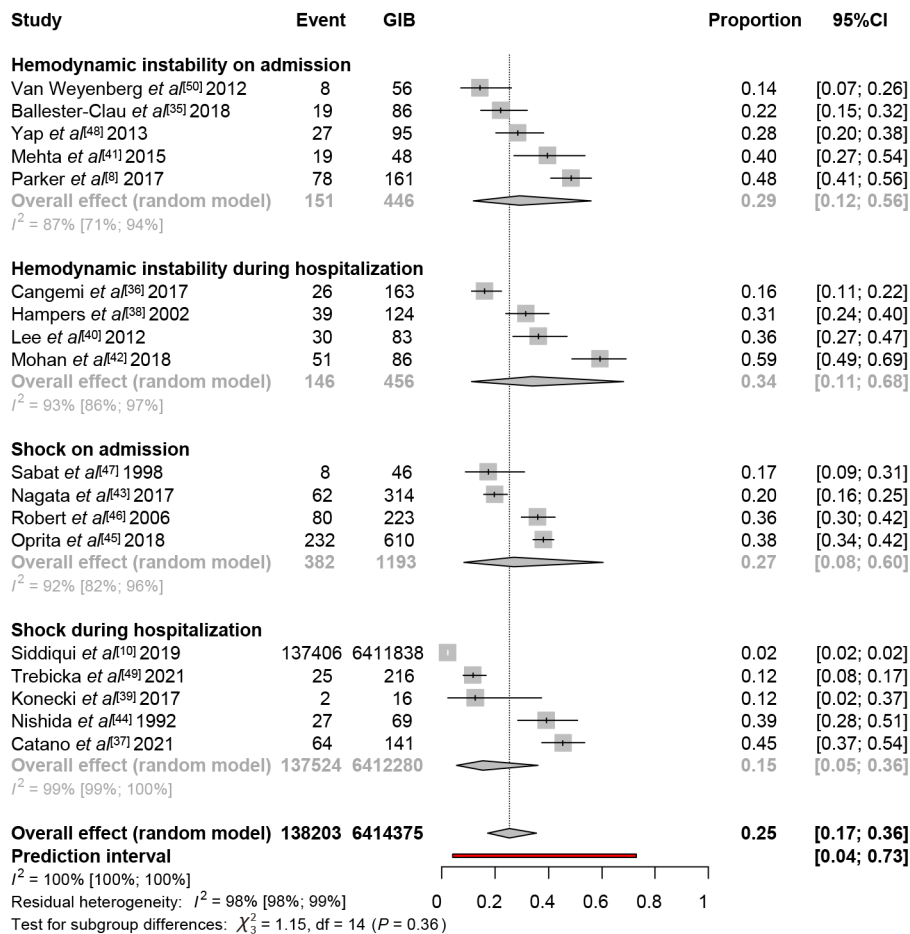 Study Event GIB Proportion 95%CI
Hemodynamic instability on admission
Van Weyenberg et al[50] 2012 8 56 0.14 [0.07; 0.26]
Ballester-Clau et al[35] 2018 19 86 0.22 [0.15; 0.32]
Yap et al[48] 2013 27 95 0.28 [0.20; 0.38]
Mehta et al[41] 2015 19 48 0.40 [0.27; 0.54]
Parker et al[8] 2017 78 161 0.48 [0.41; 0.56]
Overall effect (random model) 151 446 0.29 [0.12; 0.56]
I² = 87% [71%; 94%]
Hemodynamic instability during hospitalization
Cangemi et al[36] 2017 26 163 0.16 [0.11; 0.22]
Hampers et al[38] 2002 39 124 0.31 [0.24; 0.40]
Lee et al[40] 2012 30 83 0.36 [0.27; 0.47]
Mohan et al[42] 2018 51 86 0.59 [0.49; 0.69]
Overall effect (random model) 146 456 0.34 [0.11; 0.68]
I² = 93% [86%; 97%]
Shock on admission
Sabat et al[47] 1998 8 46 0.17 [0.09; 0.31]
Nagata et al[43] 2017 62 314 0.20 [0.16; 0.25]
Robert et al[46] 2006 80 223 0.36 [0.30; 0.42]
Oprita et al[45] 2018 232 610 0.38 [0.34; 0.42]
Overall effect (random model) 382 1193 0.27 [0.08; 0.60]
I² = 92% [82%; 96%]
Shock during hospitalization
Siddiqui et al[10] 2019 137406 6411838 0.02 [0.02; 0.02]
Trebicka et al[49] 2021 25 216 0.12 [0.08; 0.17]
Konecki et al[39] 2017 2 16 0.12 [0.02; 0.37]
Nishida et al[44] 1992 27 69 0.39 [0.28; 0.51]
Catano et al[37] 2021 64 141 0.45 [0.37; 0.54]
Overall effect (random model) 137524 6412280 0.15 [0.05; 0.36]
I² = 99% [99%; 100%]
Overall effect (random model) 138203 6414375 0.25 [0.17; 0.36]
Prediction interval [0.04; 0.73]
I² = 100% [100%; 100%]
Residual heterogeneity: I² = 98% [98%; 99%]
Test for subgroup differences: χ²₃ = 1.15, df = 14 (P = 0.36)
0 0.2 0.4 0.6 0.8 1